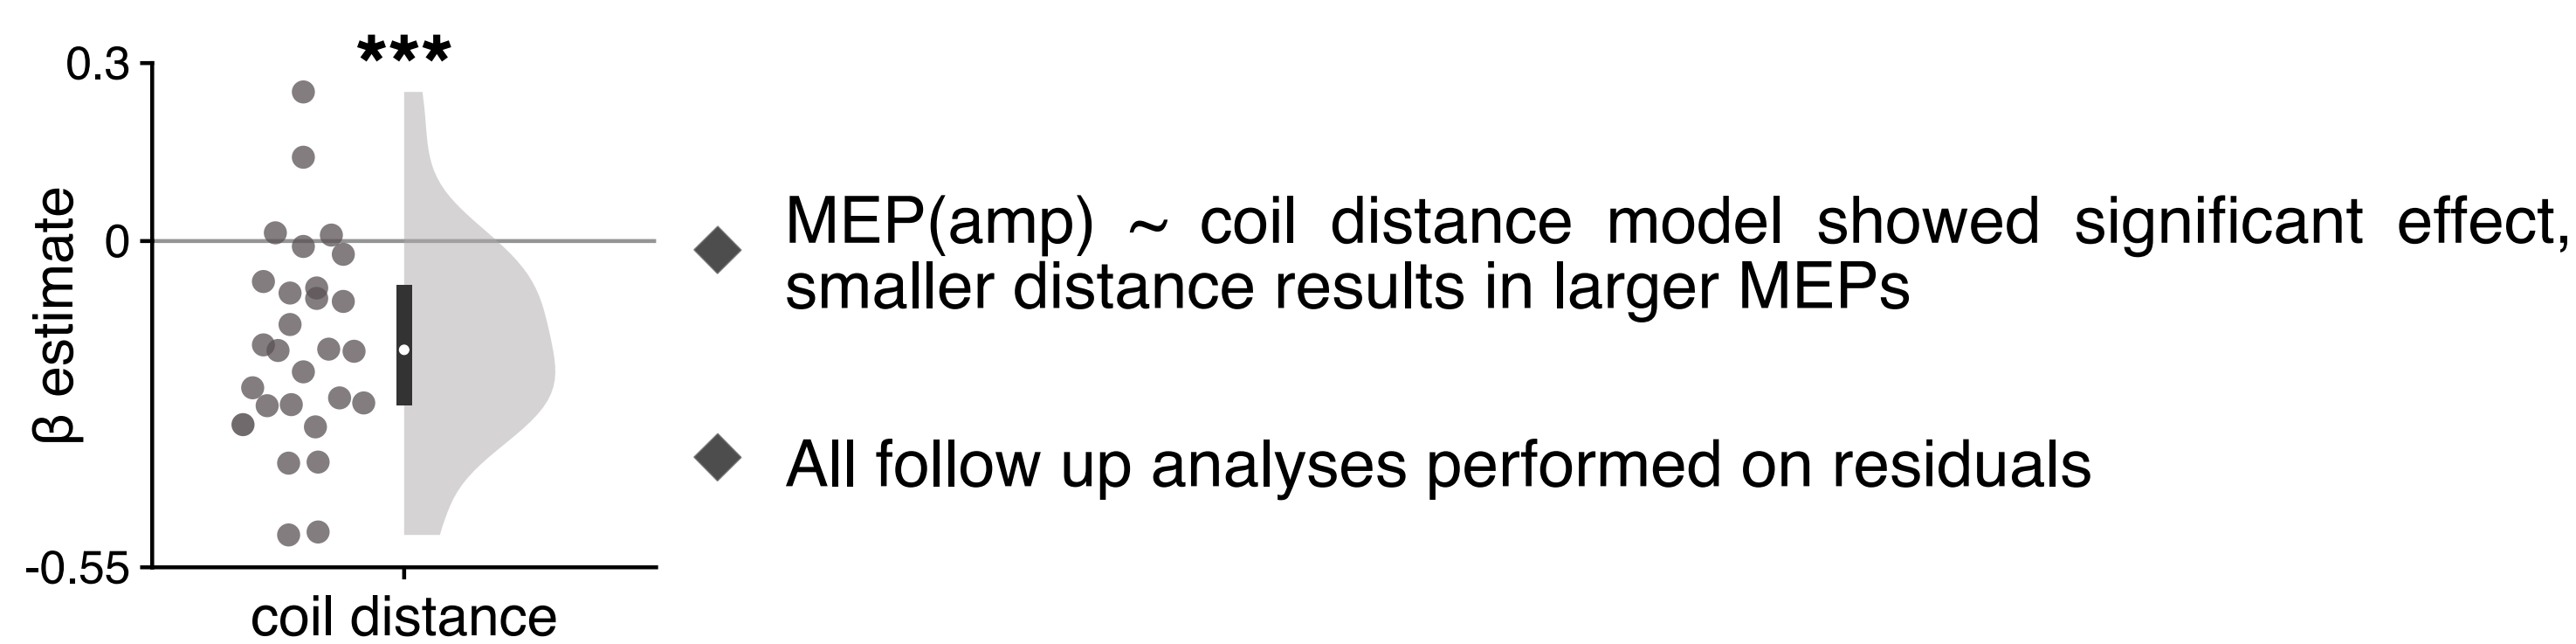 ***
0.3
0
-0.55
β estimate
coil distance
MEP(amp) ~ coil distance model showed significant effect,
smaller distance results in larger MEPs
All follow up analyses performed on residuals